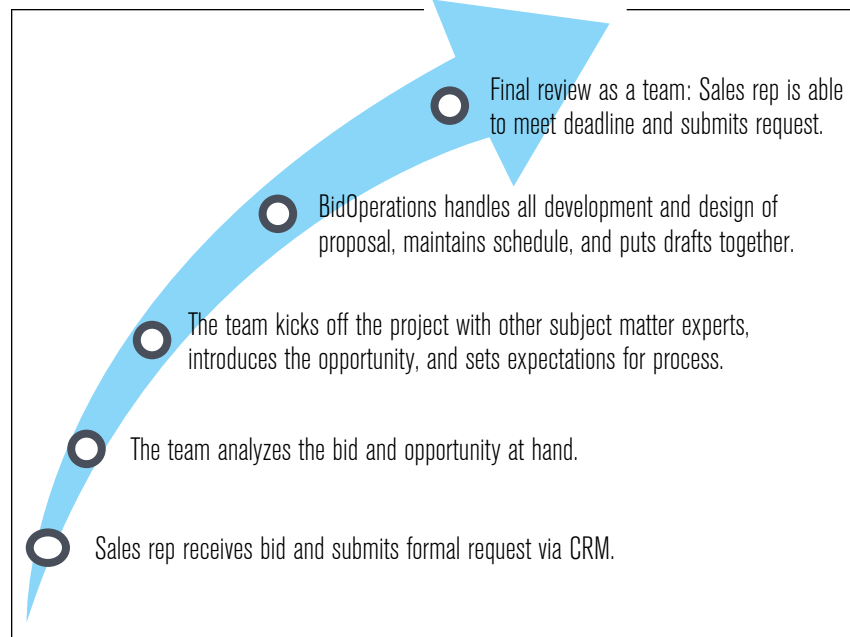 Final review as a team: Sales rep is able
to meet deadline and submits request.
BidOperations handles all development and design of
proposal, maintains schedule, and puts drafts together.
The team kicks off the project with other subject matter experts,
introduces the opportunity, and sets expectations for process.
The team analyzes the bid and opportunity at hand.
Sales rep receives bid and submits formal request via CRM.